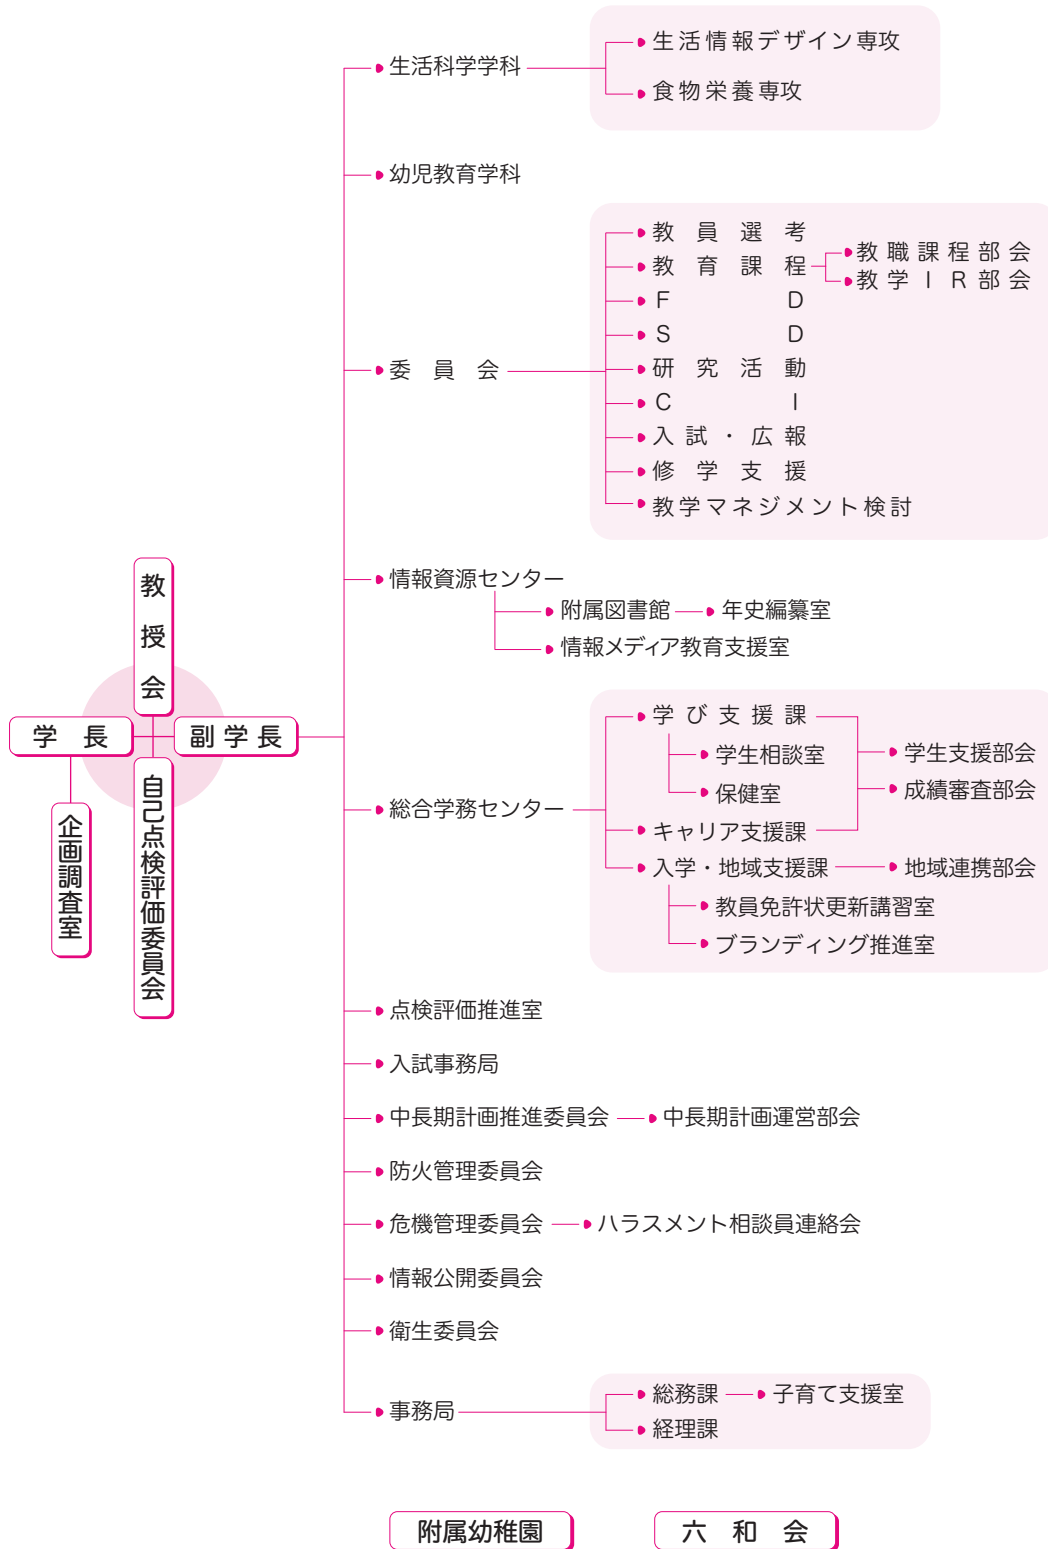 生活情報デザイン専攻
生活科学学科
食物栄養専攻
幼児教育学科
教員選考
教育課程
教職課程部会
教学IR部会
FD
SD
委員会
研究活動
CI
入試・広報
修学支援
教学マネジメント検討
情報資源センター
附属図書館
年史編纂室
情報メディア教育支援室
教授会
学長
副学長
自己点検評価委員会
企画調査室
学び支援課
学生相談室
学生支援部会
保健室
成績審査部会
総合学務センター
キャリア支援課
入学・地域支援課
地域連携部会
教員免許状更新講習室
ブランディング推進室
点検評価推進室
入試事務局
中長期計画推進委員会
中長期計画運営部会
防火管理委員会
危機管理委員会
ハラスメント相談員連絡会
情報公開委員会
衛生委員会
総務課
子育て支援室
事務局
経理課
附属幼稚園
六和会